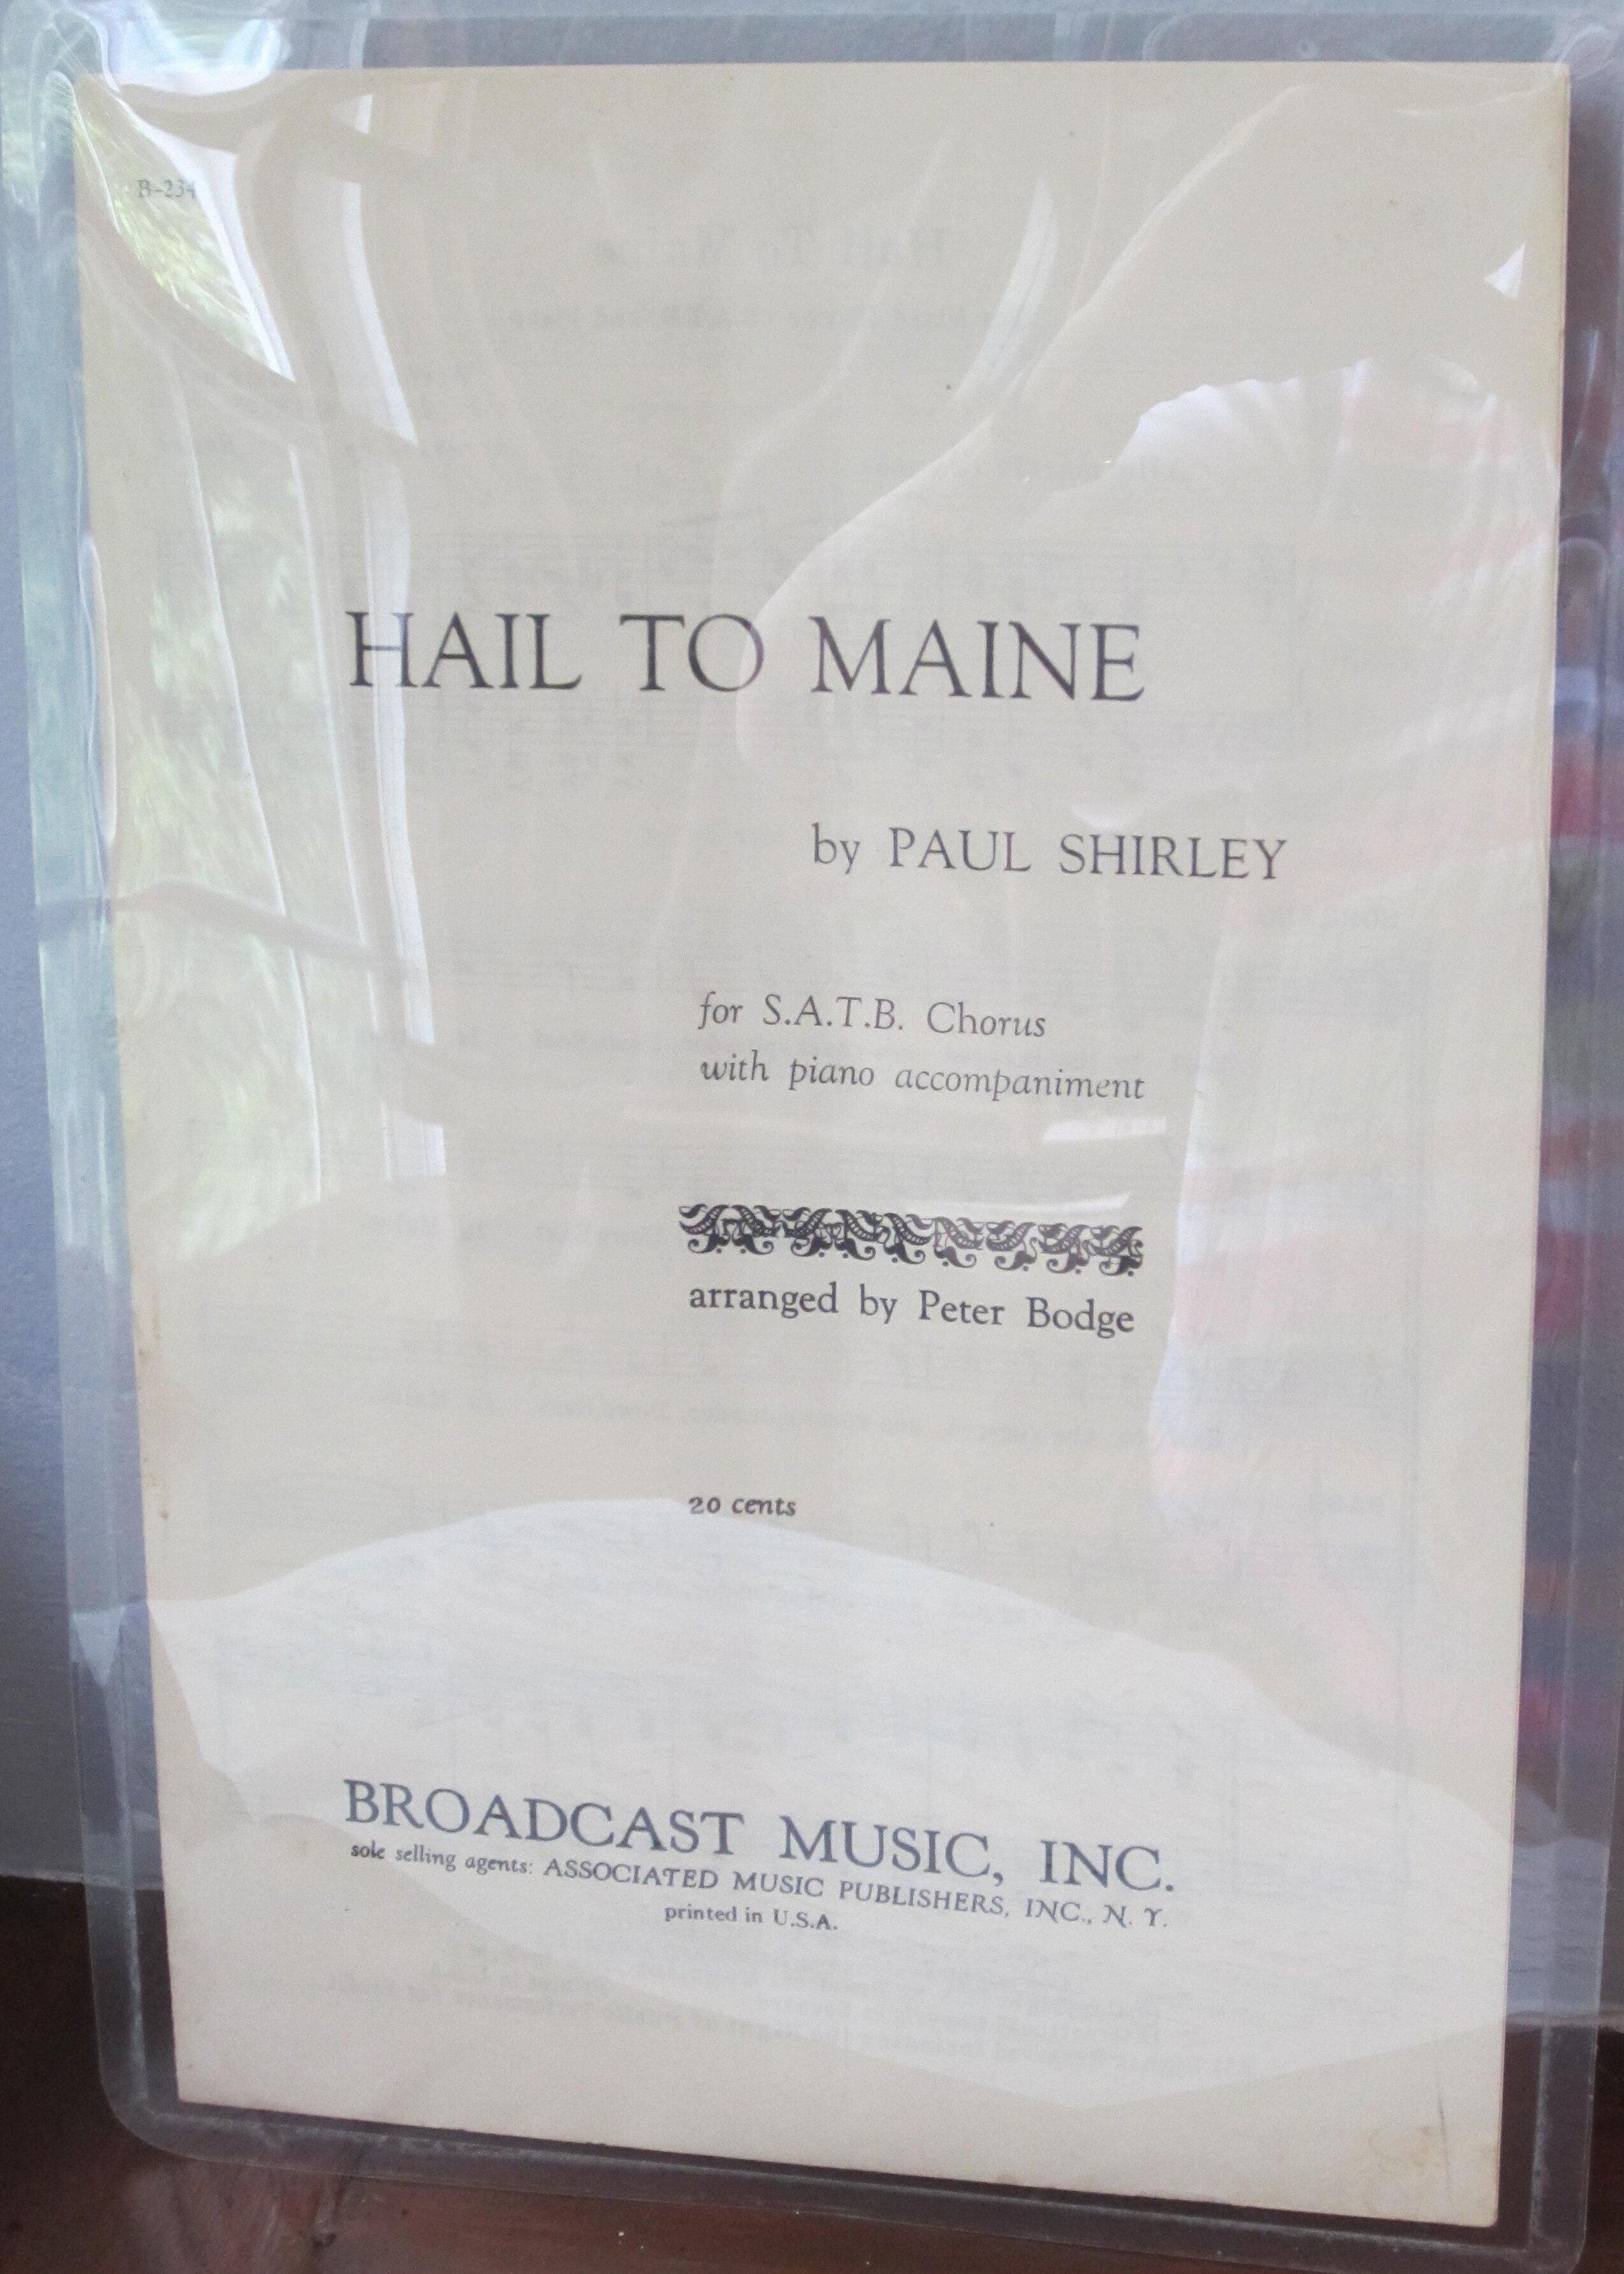 B-234
HAIL TO MAINE
by PAUL SHIRLEY
for S.A.T.B. Chorus
with piano accompaniment
arranged by Peter Bodge
20 cents
BROADCAST MUSIC, INC.
sole selling agents: ASSOCIATED MUSIC PUBLISHERS, INC., N. Y.
printed in U.S.A.